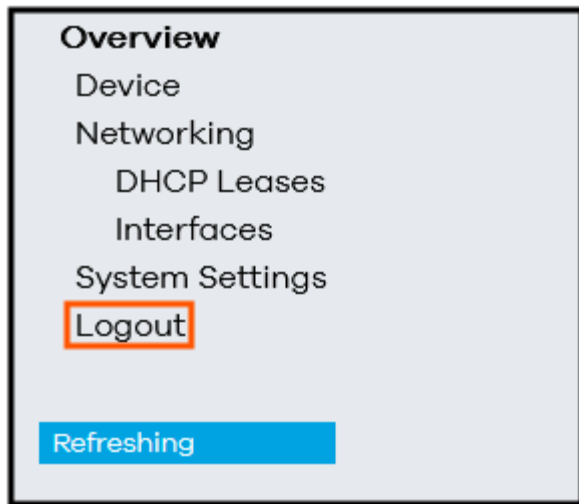 Overview
Device
Networking
DHCP Leases
Interfaces
System Settings
Logout
Refreshing